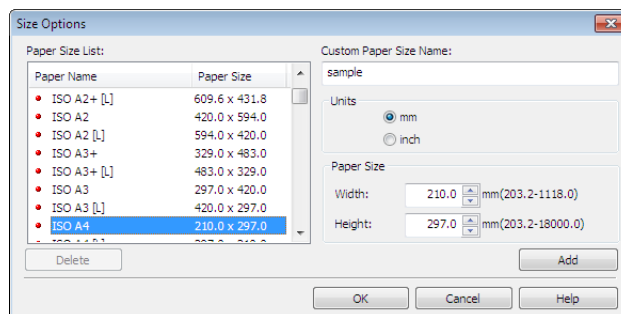 Size Options
Paper Size List:
Paper Name Paper Size
ISO A2+ [L] 609.6 x 431.8
ISO A2 420.0 x 594.0
ISO A2 [L] 594.0 x 420.0
ISO A3+ 329.0 x 483.0
ISO A3+ [L] 483.0 x 329.0
ISO A3 297.0 x 420.0
ISO A3 [L] 420.0 x 297.0
ISO A4 210.0 x 297.0
Delete
Custom Paper Size Name:
sample
Units
mm
inch
Paper Size
Width: 210.0 mm(203.2-1118.0)
Height: 297.0 mm(203.2-18000.0)
Add
OK Cancel Help